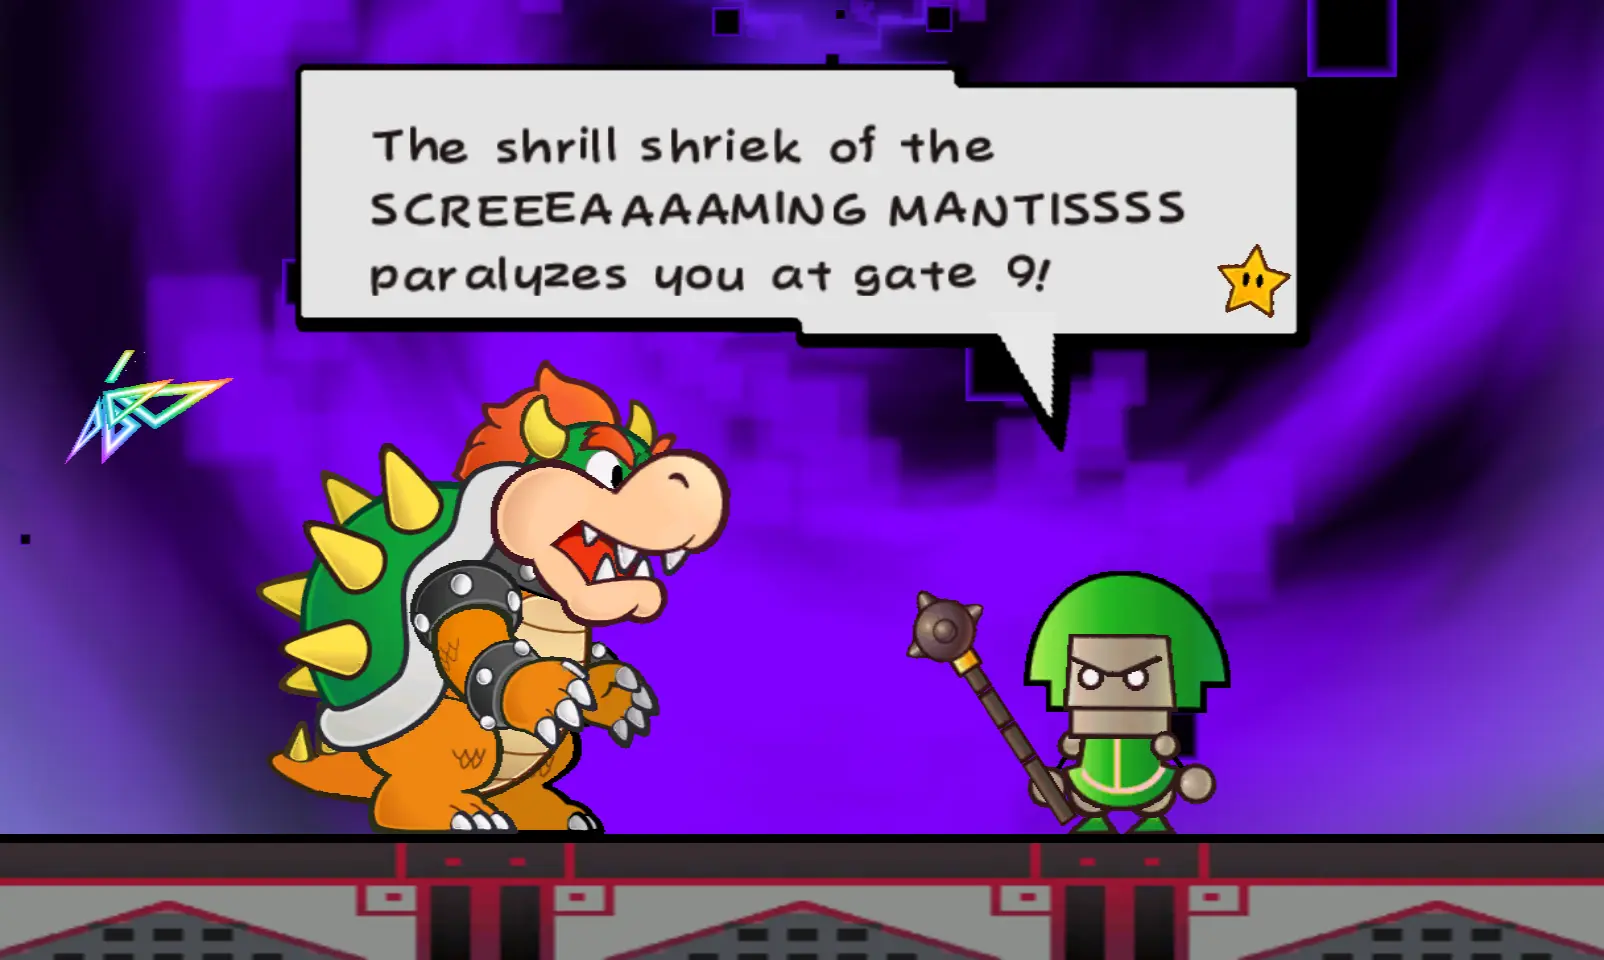 The shrill shriek of the
SCREEEAAAAMING MANTISSSS
paralyzes you at gate 9!